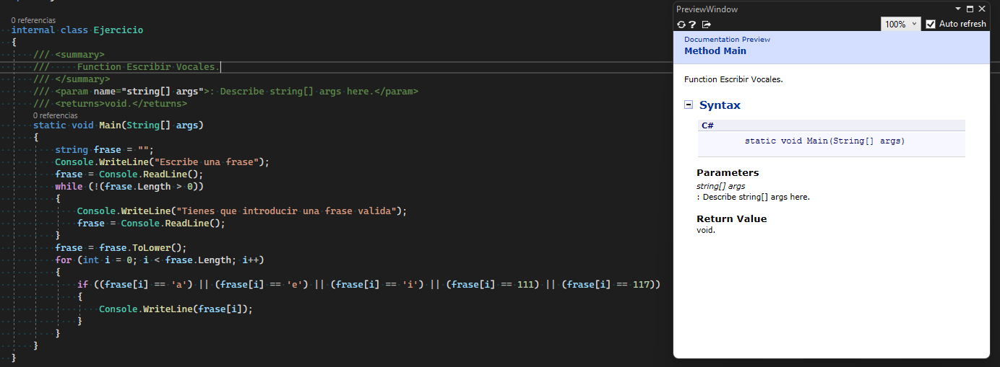 0 referencias
internal class Ejercicio
{
/// <summary>
/// Function Escribir Vocales.
/// </summary>
/// <param name="string[] args">: Describe string[] args here.</param>
/// <returns>void.</returns>
0 referencias
static void Main(String[] args)
{
string frase = "";
Console.WriteLine("Escribe una frase");
frase = Console.ReadLine();
while (!(frase.Length > 0))
{
Console.WriteLine("Tienes que introducir una frase valida");
frase = Console.ReadLine();
}
frase = frase.ToLower();
for (int i = 0; i < frase.Length; i++)
{
if ((frase[i] == 'a') || (frase[i] == 'e') || (frase[i] == 'i') || (frase[i] == 111) || (frase[i] == 117))
{
Console.WriteLine(frase[i]);
}
}
}
}
PreviewWindow
100%
Auto refresh
Documentation Preview
Method Main
Function Escribir Vocales.
Syntax
C#
static void Main(String[] args)
Parameters
string[] args
: Describe string[] args here.
Return Value
void.